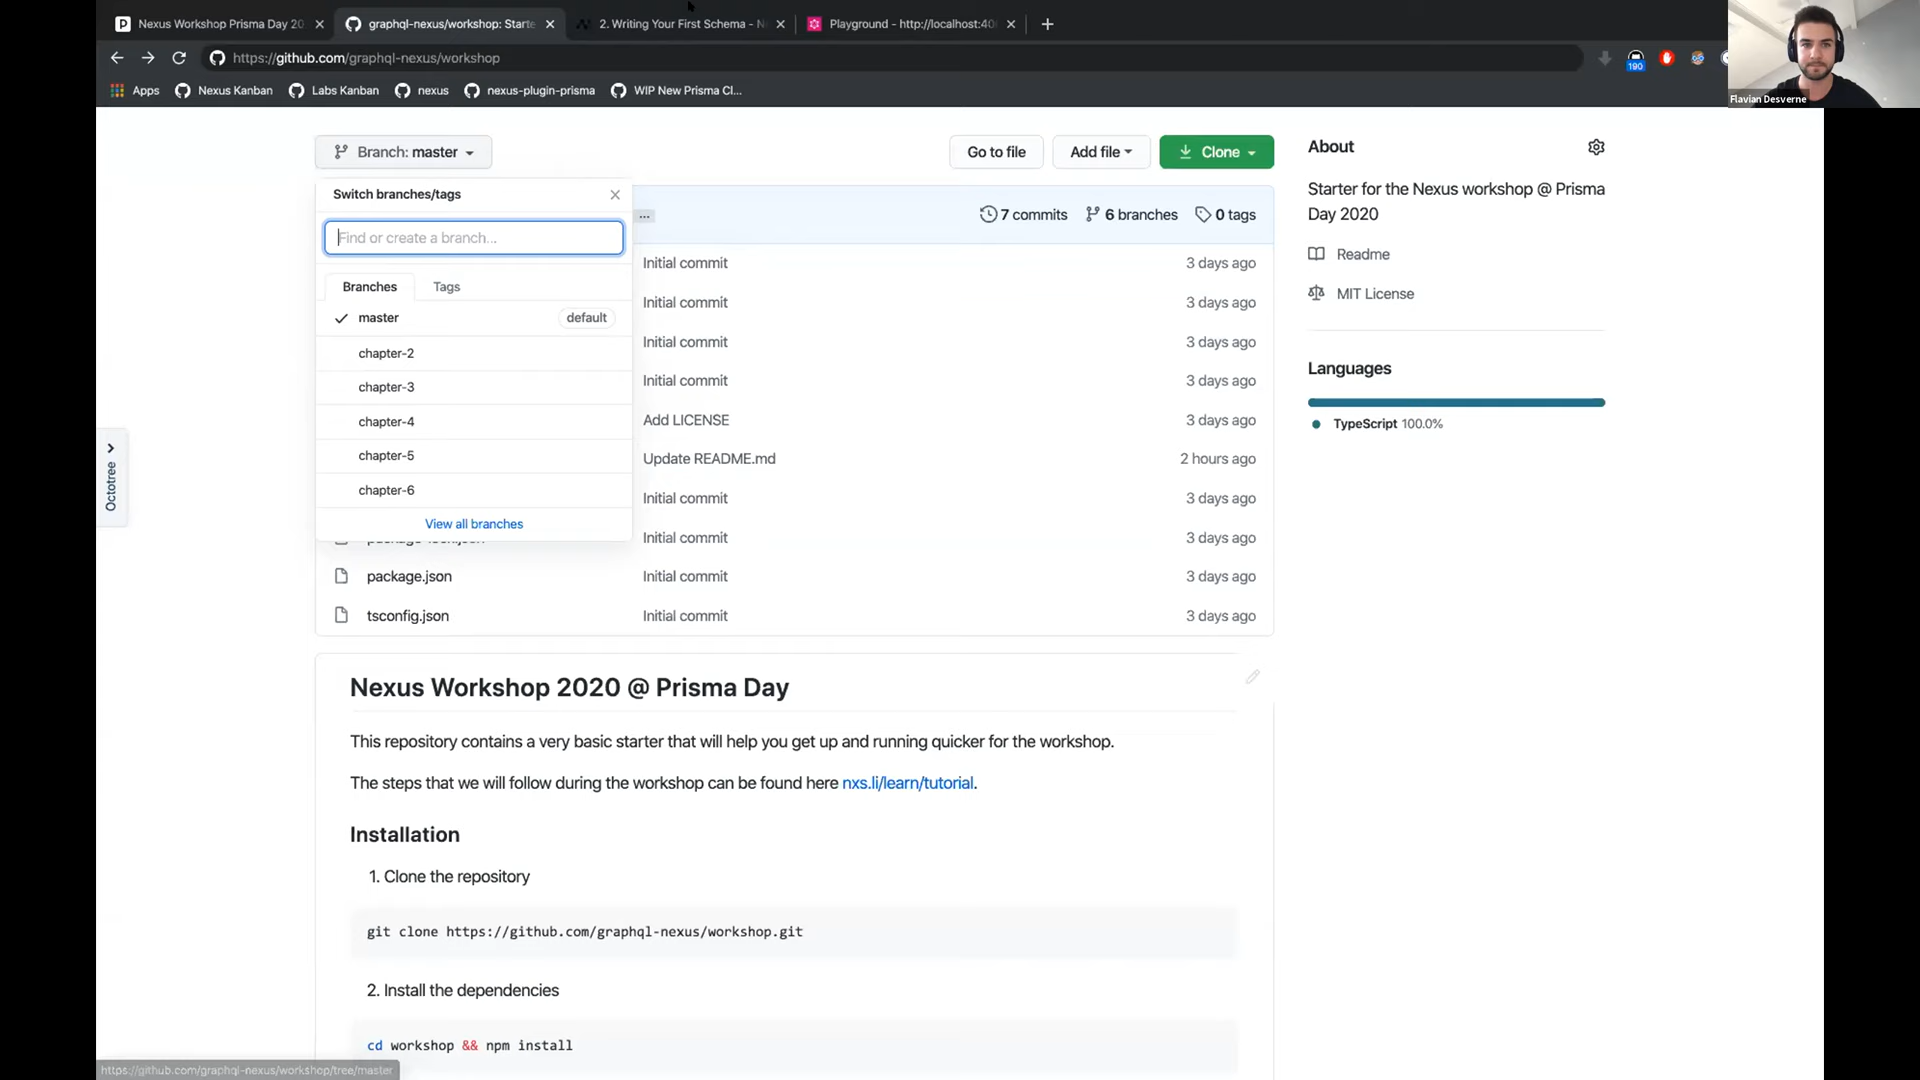 Nexus Workshop Prisma Day 20
graphql-nexus/workshop: Starte
2. Writing Your First Schema - N
Playground - http://localhost:40
https://github.com/graphql-nexus/workshop
190
Apps
Nexus Kanban
Labs Kanban
nexus
nexus-plugin-prisma
WIP New Prisma Cl...
Flavian Desverne
Branch: master
Go to file
Add file
Clone
About
Switch branches/tags
Starter for the Nexus workshop @ Prisma
Day 2020
...
7 commits
6 branches
0 tags
Find or create a branch...
Readme
MIT License
Branches
Tags
master
default
chapter-2
chapter-3
chapter-4
chapter-5
chapter-6
View all branches
Initial commit 3 days ago
Initial commit 3 days ago
Initial commit 3 days ago
Initial commit 3 days ago
Add LICENSE 3 days ago
Update README.md 2 hours ago
Initial commit 3 days ago
Initial commit 3 days ago
package.json Initial commit 3 days ago
tsconfig.json Initial commit 3 days ago
Languages
TypeScript 100.0%
Octotree
Nexus Workshop 2020 @ Prisma Day
This repository contains a very basic starter that will help you get up and running quicker for the workshop.
The steps that we will follow during the workshop can be found here nxs.li/learn/tutorial.
Installation
1. Clone the repository
git clone https://github.com/graphql-nexus/workshop.git
2. Install the dependencies
cd workshop && npm install
https://github.com/graphql-nexus/workshop/tree/master